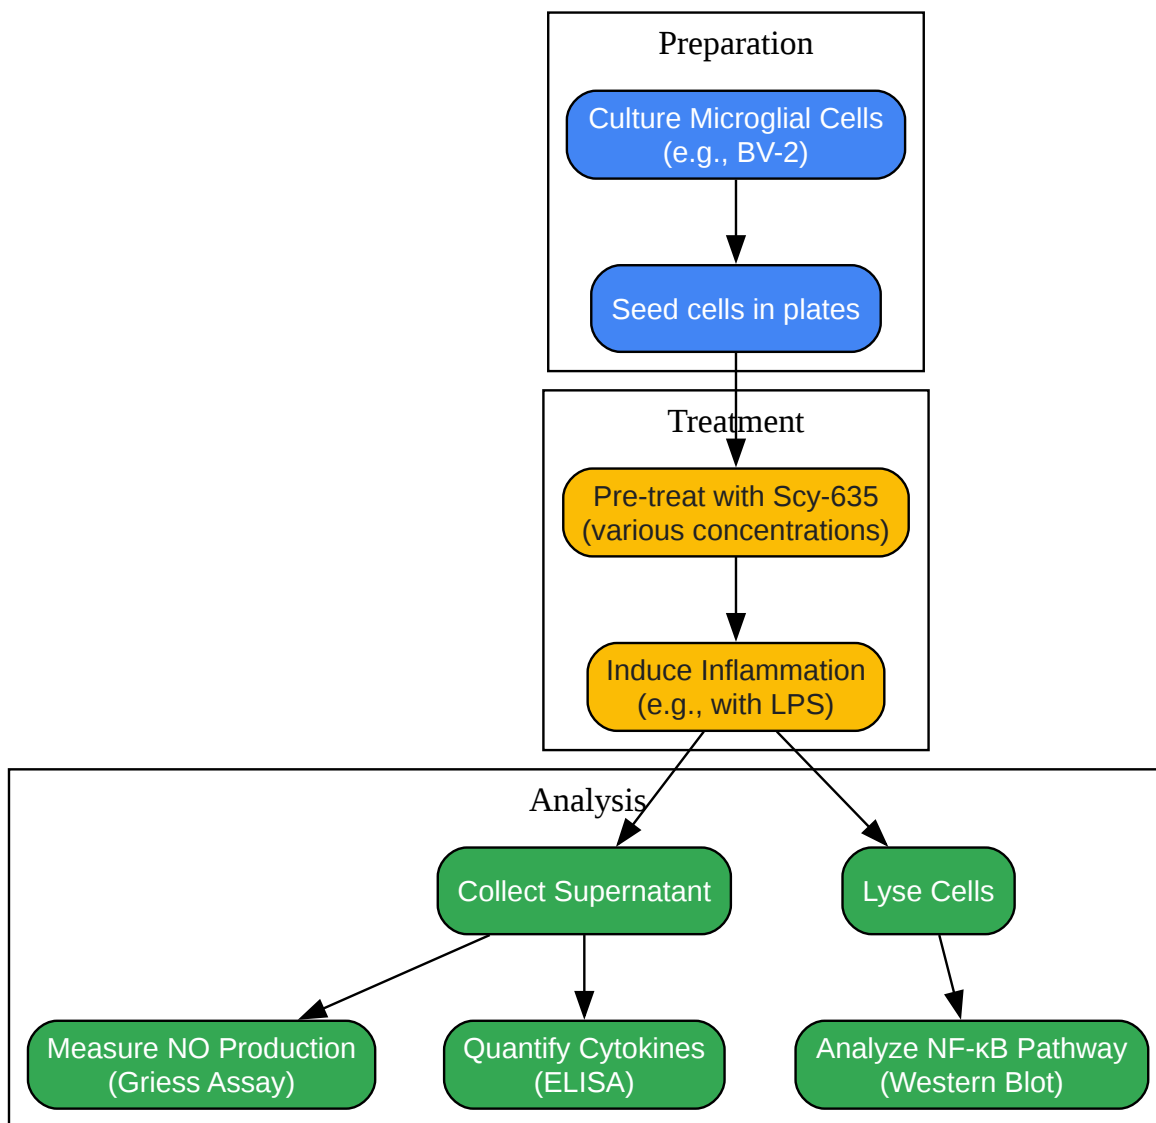 Preparation
Culture Microglial Cells
(e.g., BV-2)
Seed cells in plates
Treatment
Pre-treat with Scy-635
(various concentrations)
Induce Inflammation
(e.g., with LPS)
Analysis
Collect Supernatant
Lyse Cells
Measure NO Production
(Griess Assay)
Quantify Cytokines
(ELISA)
Analyze NF-κB Pathway
(Western Blot)